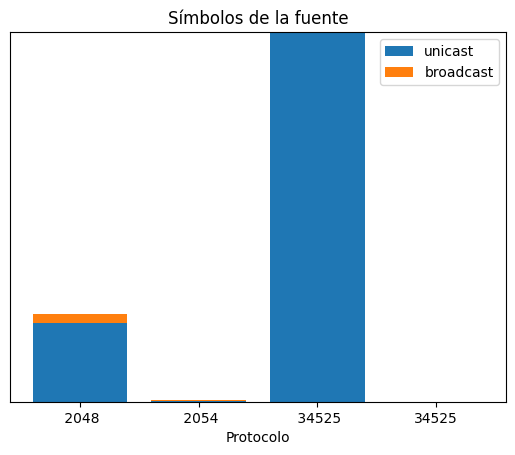 Símbolos de la fuente
unicast
broadcast
2048 2054 34525 34525
Protocolo